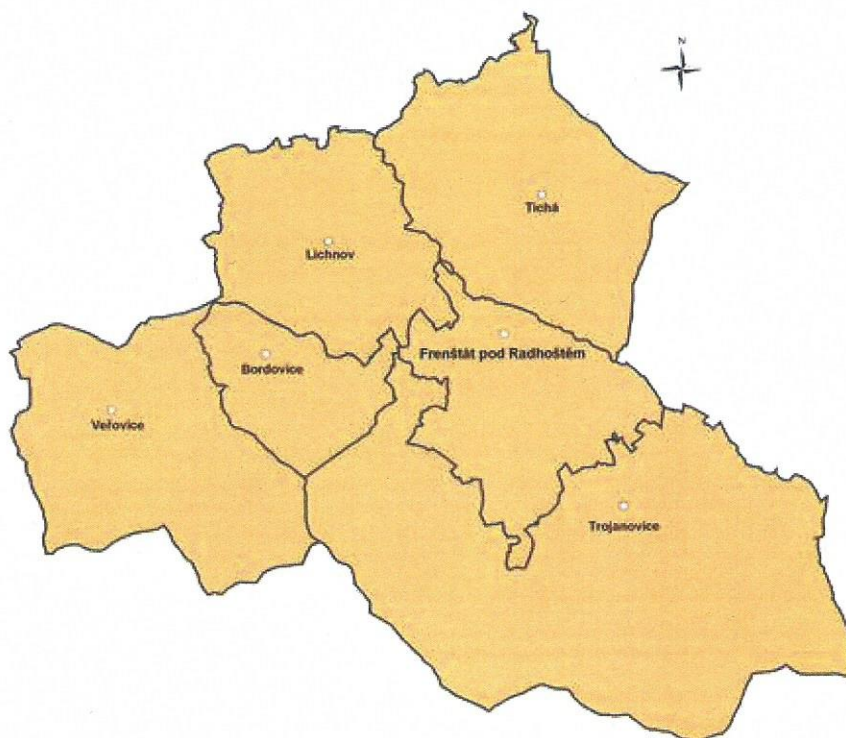 N
Tichá
Lichnov
Frenštát pod Radhoštěm
Bordovice
Veřovice
Trojanovice